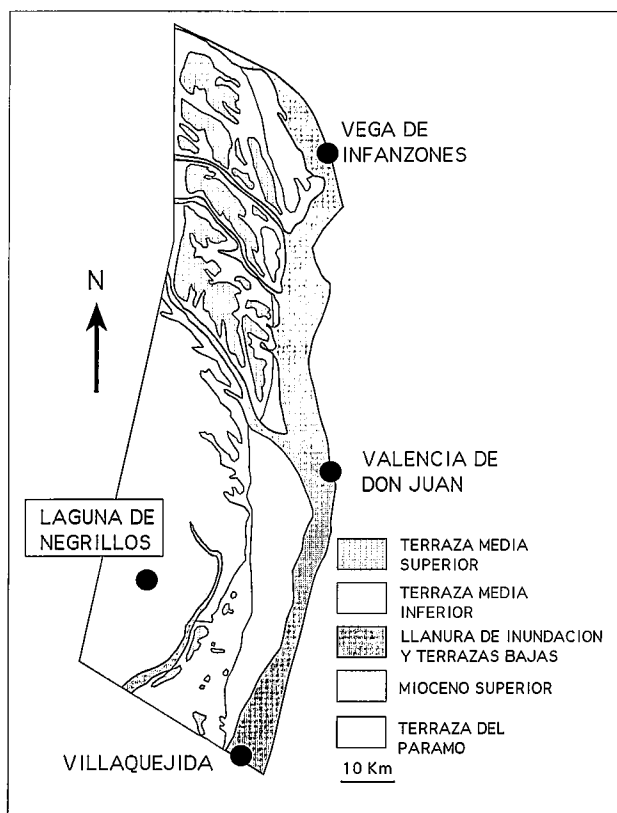 VEGA DE
INFANZONES
N
VALENCIA DE
DON JUAN
LAGUNA DE
NEGRILLOS
TERRAZA MEDIA
SUPERIOR
TERRAZA MEDIA
INFERIOR
LLANURA DE INUNDACION
Y TERRAZAS BAJAS
MIOCENO SUPERIOR
TERRAZA DEL
PARAMO
VILLAQUEJIDA
10 Km